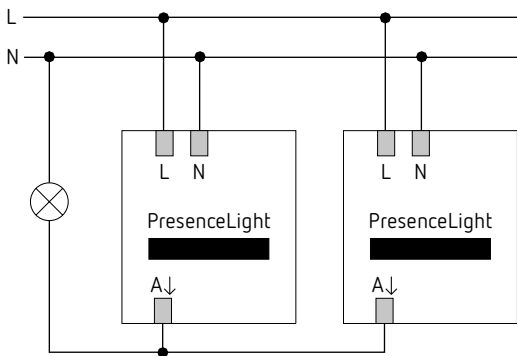 L
N
L N
L N
PresenceLight
PresenceLight
A↓
A↓